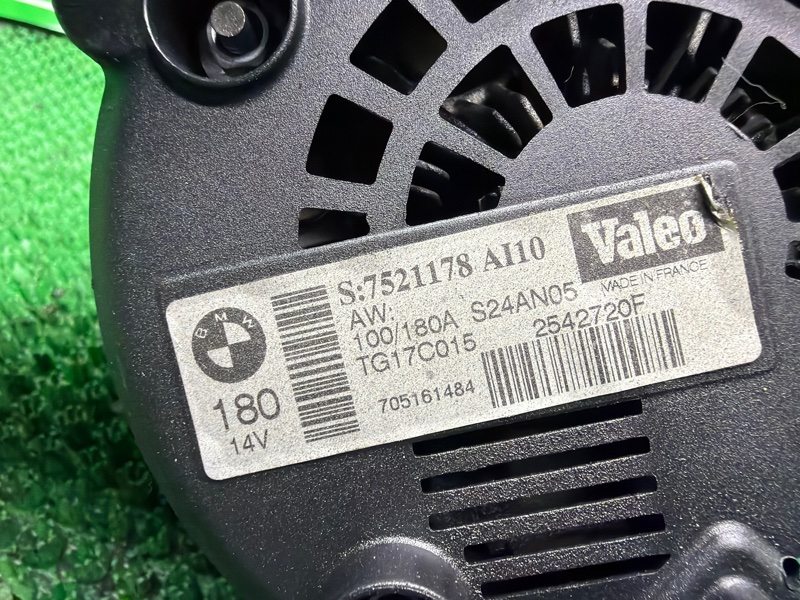 S:7521178 AI10
Valeo
MADE IN FRANCE
AW:
100/180A S24AN05
TG17C015
2542720F
705161484
BMW
180
14V